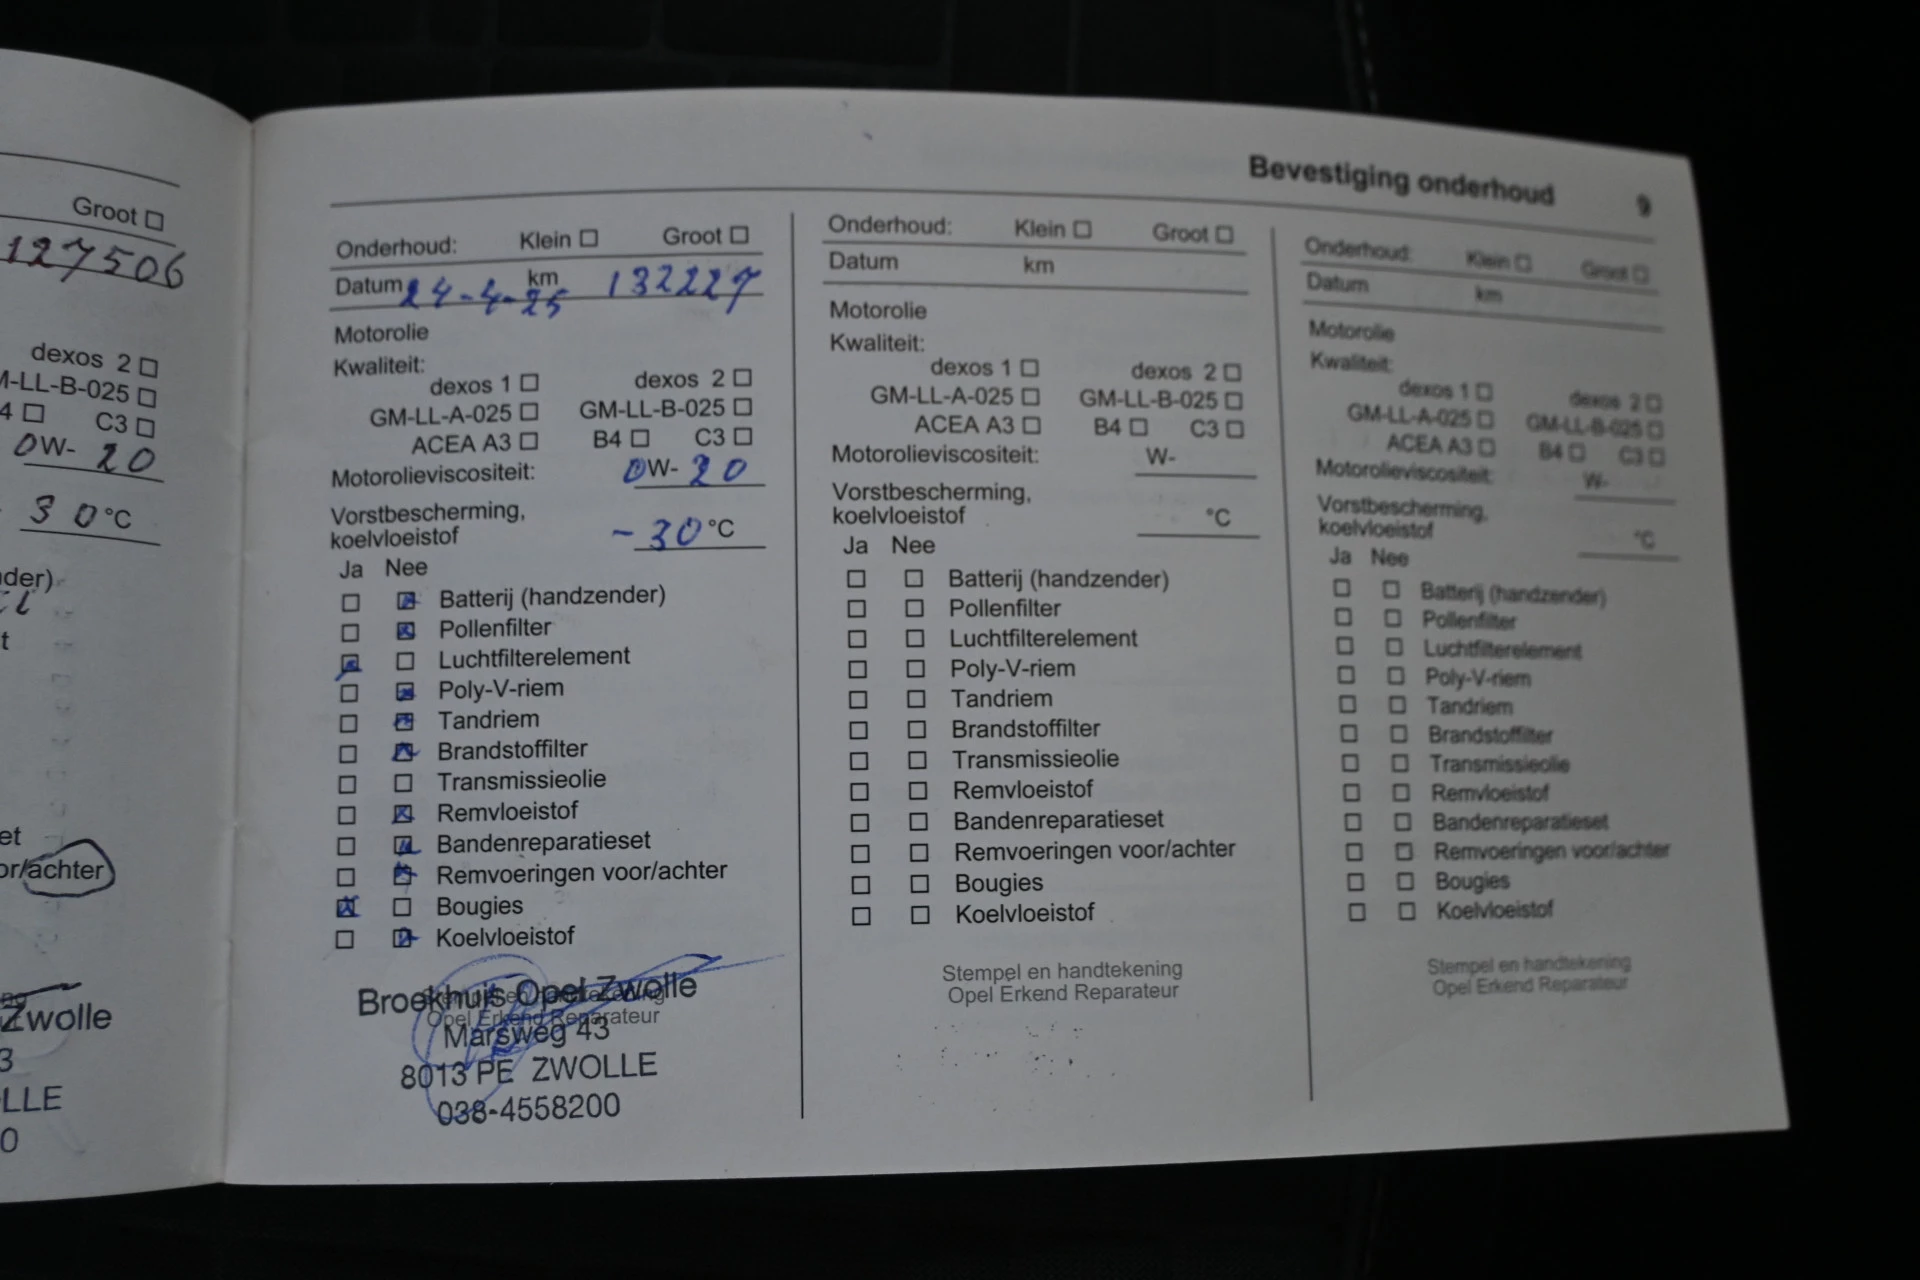 Groot
127506
dexos 2
M-LL-B-025
4 C3
0W-20
30 °C
der)
t
et
or/achter
Zwolle
3
LLE
0
Bevestiging onderhoud 9
Onderhoud: Klein Groot
Datum 24-4-25 km 132227
Motorolie
Kwaliteit:
dexos 1 dexos 2
GM-LL-A-025 GM-LL-B-025
ACEA A3 B4 C3
Motorolieviscositeit: 0W-20
Vorstbescherming,
koelvloeistof -30 °C
Ja Nee
Batterij (handzender)
Pollenfilter
Luchtfilterelement
Poly-V-riem
Tandriem
Brandstoffilter
Transmissieolie
Remvloeistof
Bandenreparatieset
Remvoeringen voor/achter
Bougies
Koelvloeistof
Stempel en handtekening
Opel Erkend Reparateur
Broekhuis Opel Zwolle
Marsweg 43
8013 PE ZWOLLE
038-4558200
Onderhoud: Klein Groot
Datum km
Motorolie
Kwaliteit:
dexos 1 dexos 2
GM-LL-A-025 GM-LL-B-025
ACEA A3 B4 C3
Motorolieviscositeit: W-
Vorstbescherming,
koelvloeistof °C
Ja Nee
Batterij (handzender)
Pollenfilter
Luchtfilterelement
Poly-V-riem
Tandriem
Brandstoffilter
Transmissieolie
Remvloeistof
Bandenreparatieset
Remvoeringen voor/achter
Bougies
Koelvloeistof
Stempel en handtekening
Opel Erkend Reparateur
Onderhoud: Klein Groot
Datum km
Motorolie
Kwaliteit:
dexos 1 dexos 2
GM-LL-A-025 GM-LL-B-025
ACEA A3 B4 C3
Motorolieviscositeit: W-
Vorstbescherming,
koelvloeistof °C
Ja Nee
Batterij (handzender)
Pollenfilter
Luchtfilterelement
Poly-V-riem
Tandriem
Brandstoffilter
Transmissieolie
Remvloeistof
Bandenreparatieset
Remvoeringen voor/achter
Bougies
Koelvloeistof
Stempel en handtekening
Opel Erkend Reparateur